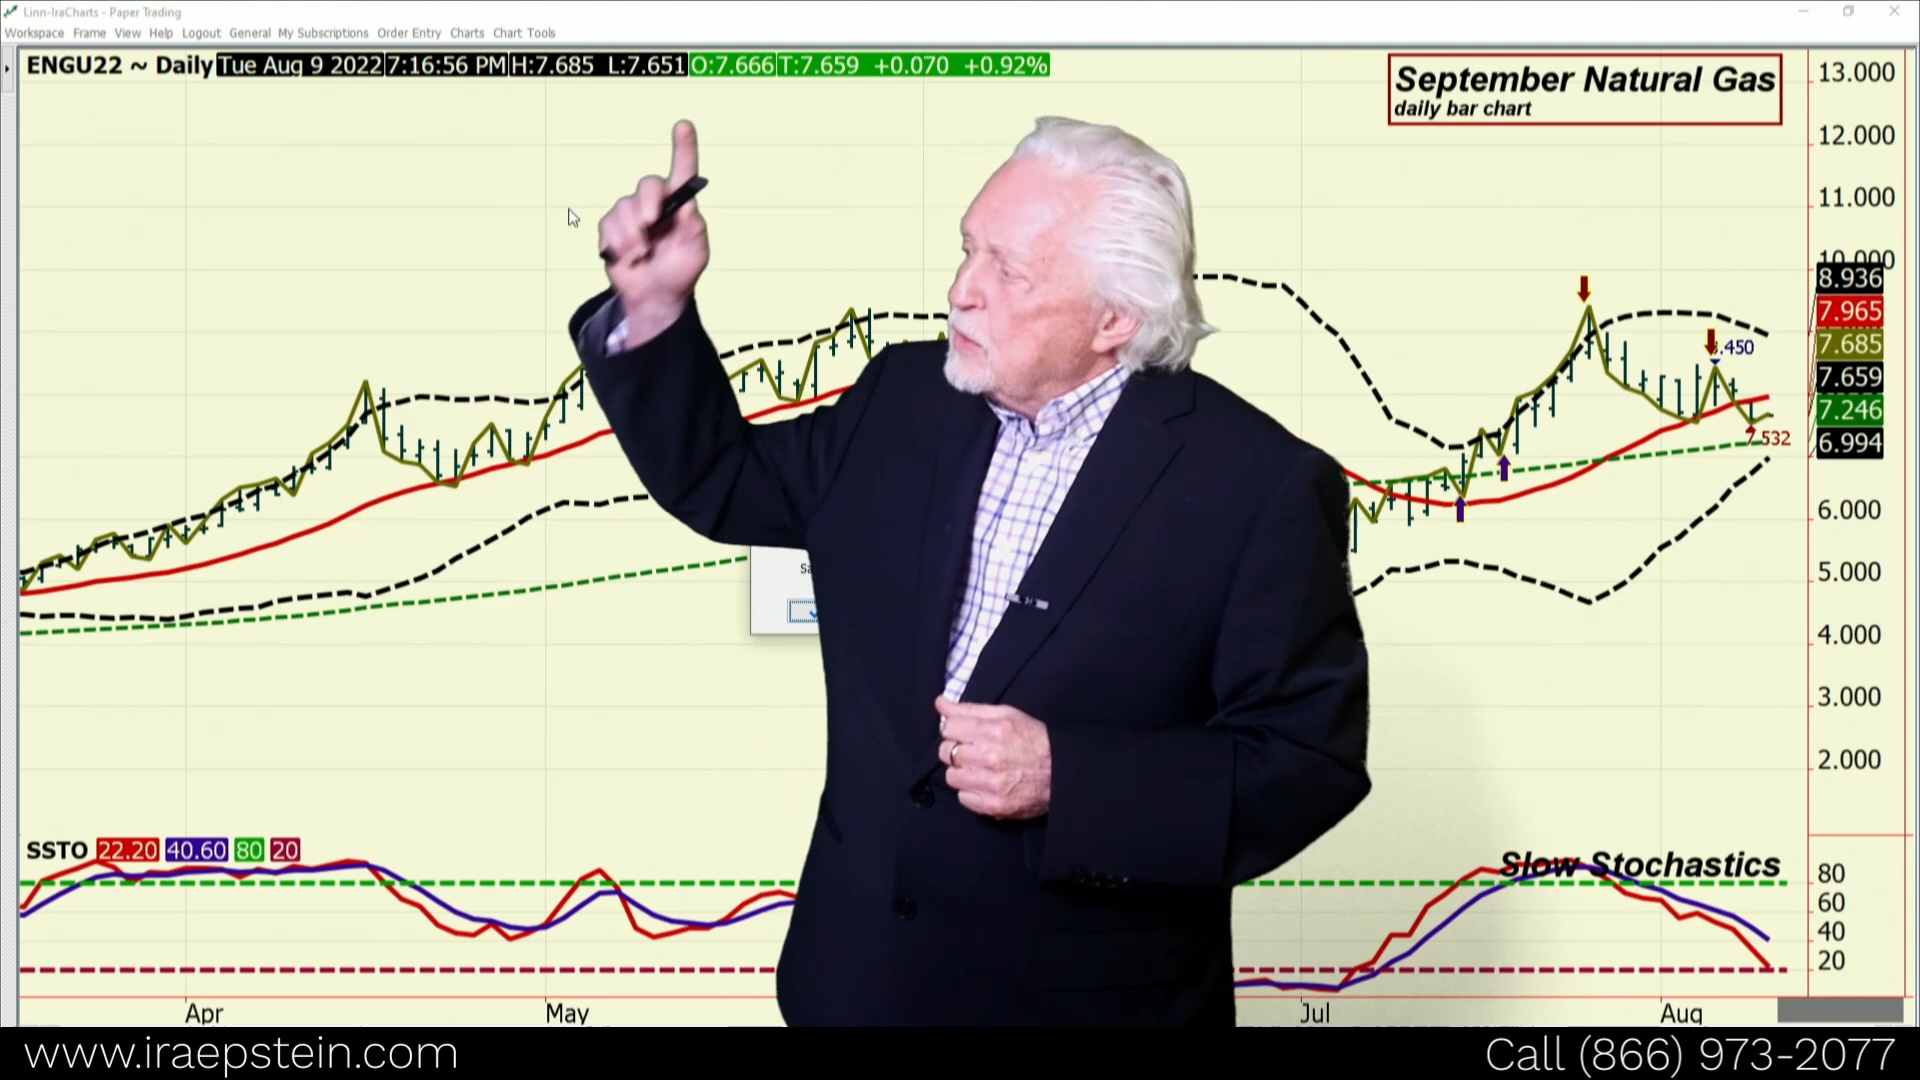 Linn-IraCharts - Paper Trading
Workspace Frame View Help Logout General My Subscriptions Order Entry Charts Chart Tools
ENGU22 ~ Daily Tue Aug 9 2022 7:16:56 PM H:7.685 L:7.651 O:7.666 T:7.659 +0.070 +0.92%
September Natural Gas
daily bar chart
13.000
12.000
11.000
10.000
8.936
7.965
7.685
7.659
7.246
6.994
6.000
5.000
4.000
3.000
2.000
.450
7.532
SSTO 22.20 40.60 80 20
Slow Stochastics
80
60
40
20
Apr May Jul Aug
www.iraepstein.com
Call (866) 973-2077